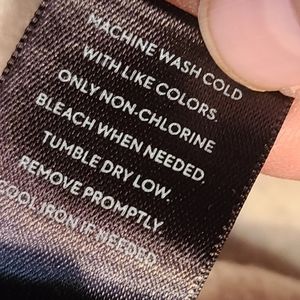 MACHINE WASH COLD
WITH LIKE COLORS
ONLY NON-CHLORINE
BLEACH WHEN NEEDED.
TUMBLE DRY LOW.
REMOVE PROMPTLY
COOL IRON IF NEEDED